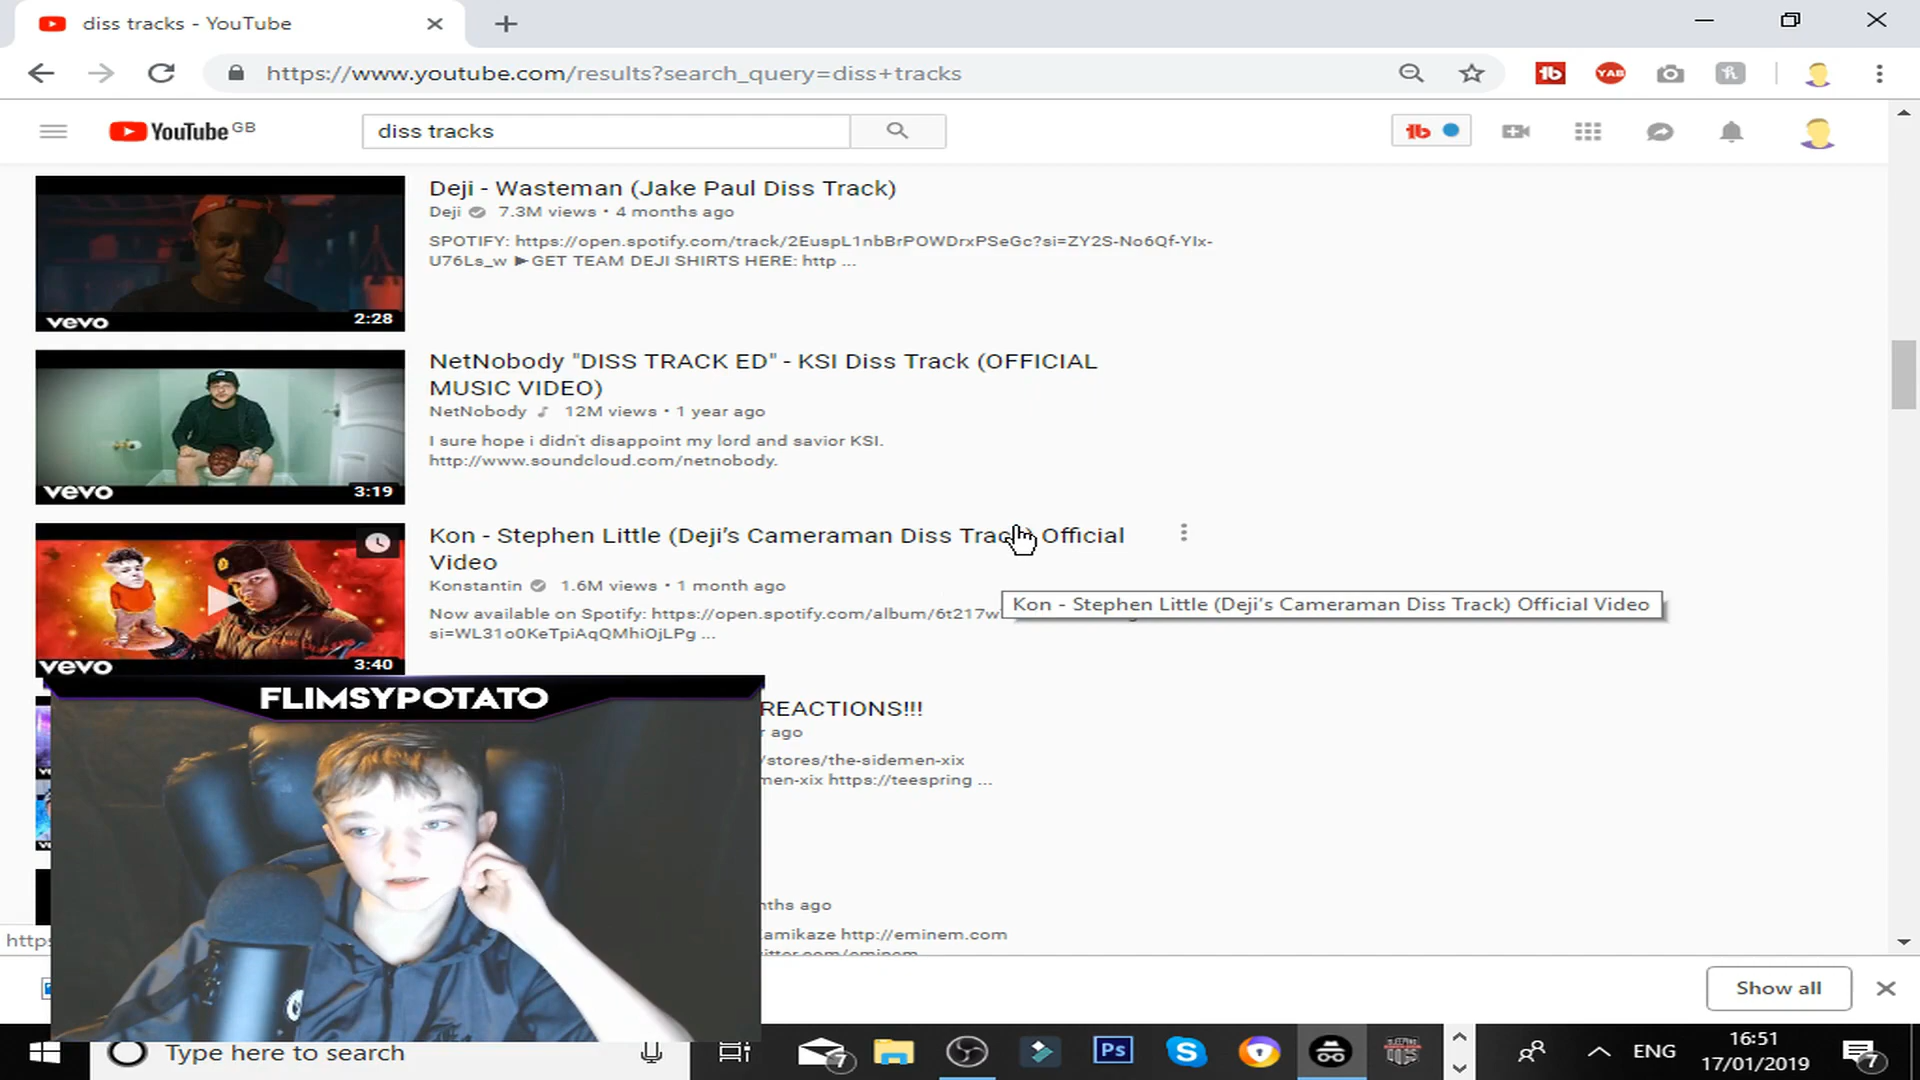 diss tracks - YouTube
https://www.youtube.com/results?search_query=diss+tracks
YouTube GB
diss tracks
Deji - Wasteman (Jake Paul Diss Track)
Deji 7.3M views • 4 months ago
SPOTIFY: https://open.spotify.com/track/2EuspL1nbBrPOWDrxPSeGc?si=ZY2S-No6Qf-YIx-
U76Ls_w ►GET TEAM DEJI SHIRTS HERE: http ...
vevo
2:28
NetNobody "DISS TRACK ED" - KSI Diss Track (OFFICIAL
MUSIC VIDEO)
NetNobody ♪ 12M views • 1 year ago
I sure hope i didn't disappoint my lord and savior KSI.
http://www.soundcloud.com/netnobody.
vevo
3:19
Kon - Stephen Little (Deji's Cameraman Diss Track) Official
Video
Konstantin 1.6M views • 1 month ago
Now available on Spotify: https://open.spotify.com/album/6t217w
si=WL31o0KeTpiAqQMhiOjLPg ...
Kon - Stephen Little (Deji's Cameraman Diss Track) Official Video
vevo
3:40
FLIMSYPOTATO
REACTIONS!!!
ago
/stores/the-sidemen-xix
men-xix https://teespring ...
ago
amikaze http://eminem.com
https
Show all
Type here to search
7
Ps
ENG
16:51
17/01/2019
7